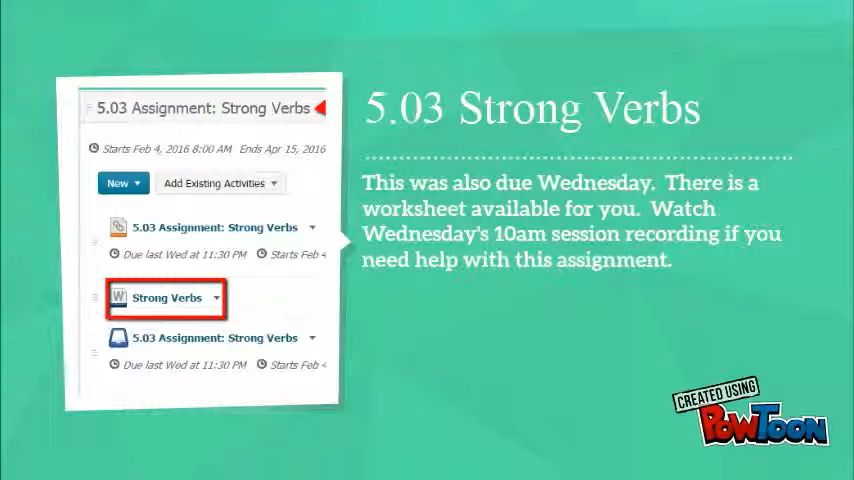 5.03 Assignment: Strong Verbs
Starts Feb 4, 2016 8:00 AM Ends Apr 15, 2016
New
Add Existing Activities
5.03 Assignment: Strong Verbs
Due last Wed at 11:30 PM Starts Feb 4
Strong Verbs
5.03 Assignment: Strong Verbs
Due last Wed at 11:30 PM Starts Feb 4
5.03 Strong Verbs
This was also due Wednesday. There is a
worksheet available for you. Watch
Wednesday's 10am session recording if you
need help with this assignment.
CREATED USING
POWTOON